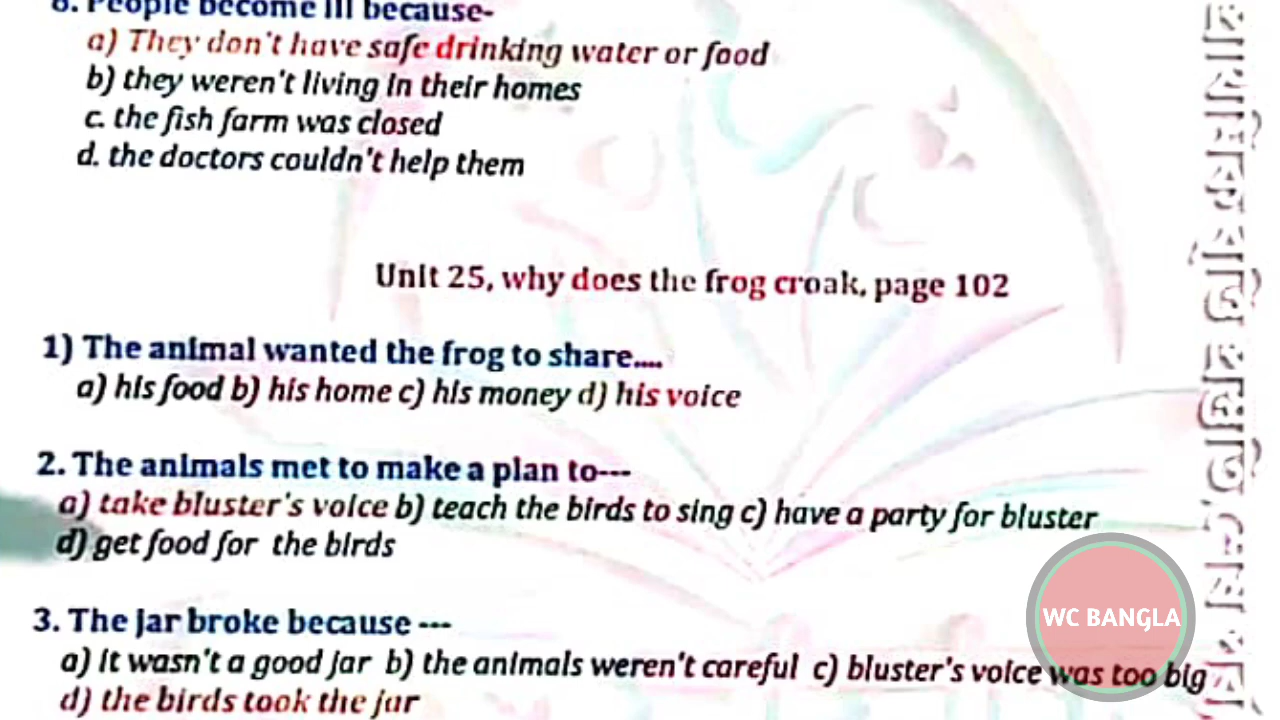 8. People become ill because-
a) They don't have safe drinking water or food
b) they weren't living in their homes
c. the fish farm was closed
d. the doctors couldn't help them
Unit 25, why does the frog croak, page 102
1) The animal wanted the frog to share....
a) his food b) his home c) his money d) his voice
2. The animals met to make a plan to---
a) take bluster's voice b) teach the birds to sing c) have a party for bluster
d) get food for the birds
3. The jar broke because ---
a) it wasn't a good jar b) the animals weren't careful c) bluster's voice was too big
d) the birds took the jar
WC BANGLA